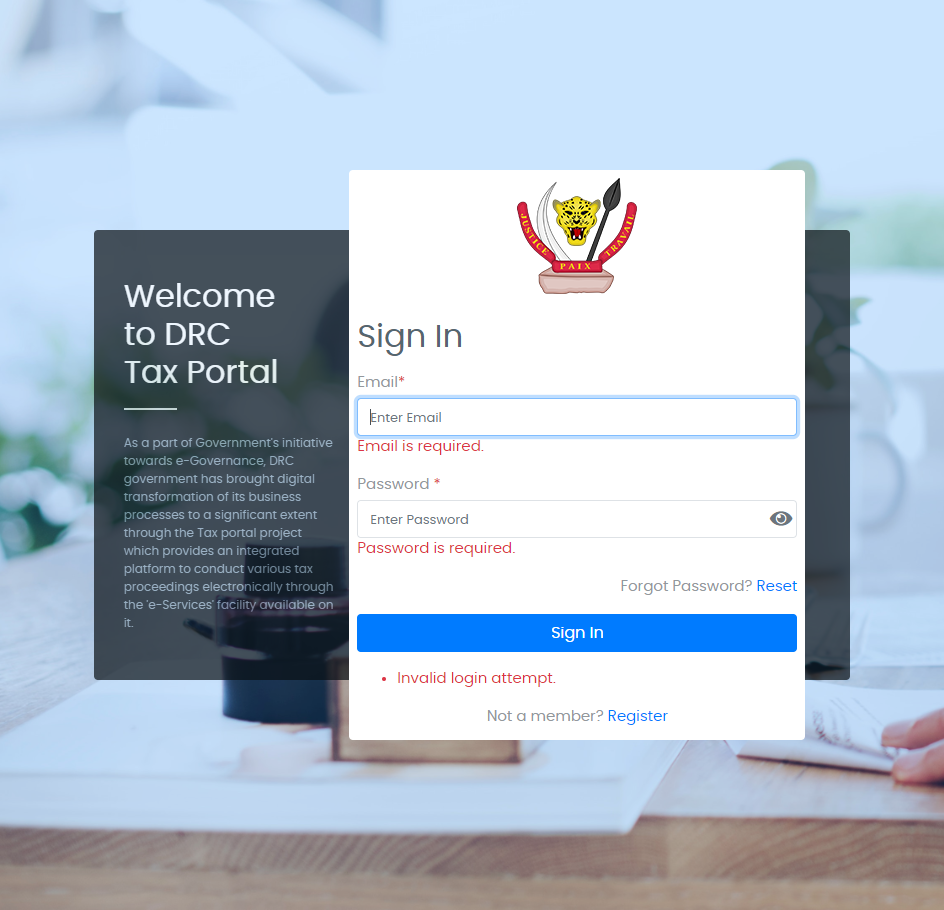 Welcome
to DRC
Tax Portal
As a part of Government's initiative
towards e-Governance, DRC
government has brought digital
transformation of its business
processes to a significant extent
through the Tax portal project
which provides an integrated
platform to conduct various tax
proceedings electronically through
the 'e-Services' facility available on
it.
JUSTICE
PAIX
TRAVAIL
Sign In
Email*
Enter Email
Email is required.
Password *
Enter Password
Password is required.
Forgot Password? Reset
Sign In
• Invalid login attempt.
Not a member? Register